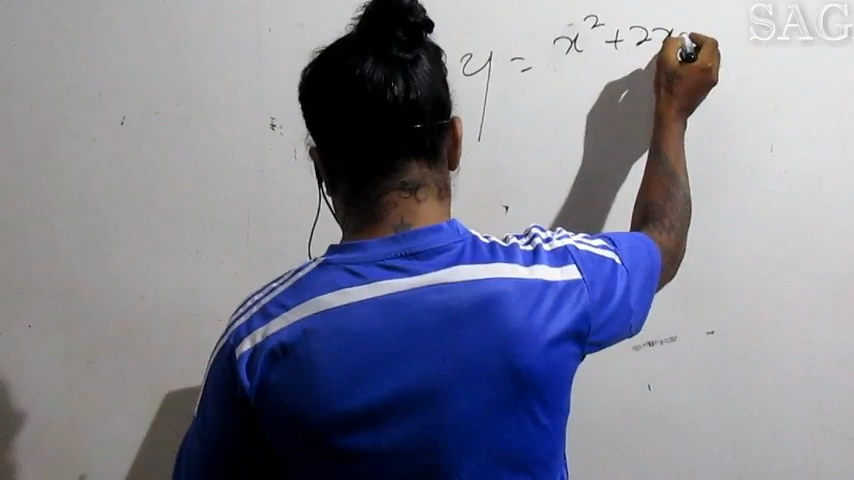 SAG
y = x² + 2x